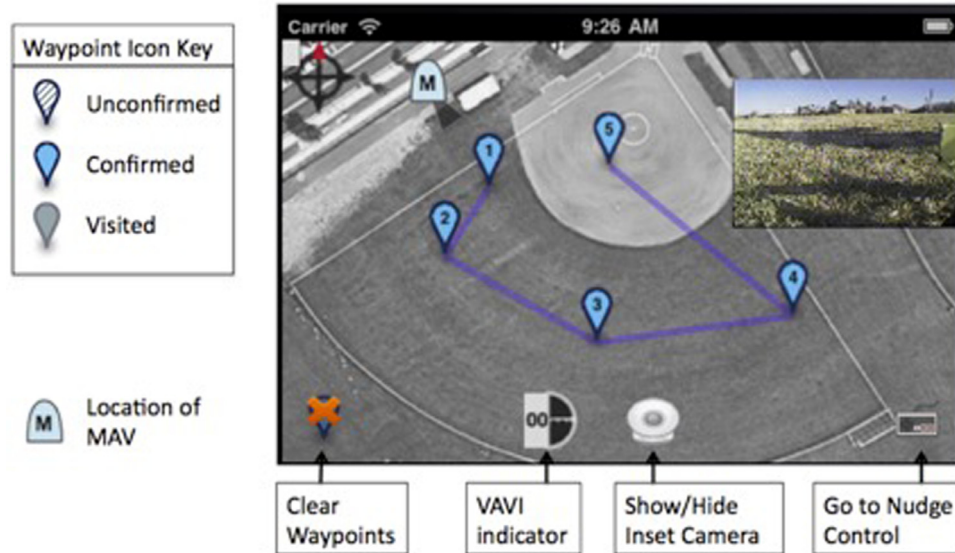 Waypoint Icon Key
Unconfirmed
Confirmed
Visited
M
Location of
MAV
Carrier
9:26 AM
M
1
2
3
4
5
00
Clear
Waypoints
VAVI
indicator
Show/Hide
Inset Camera
Go to Nudge
Control